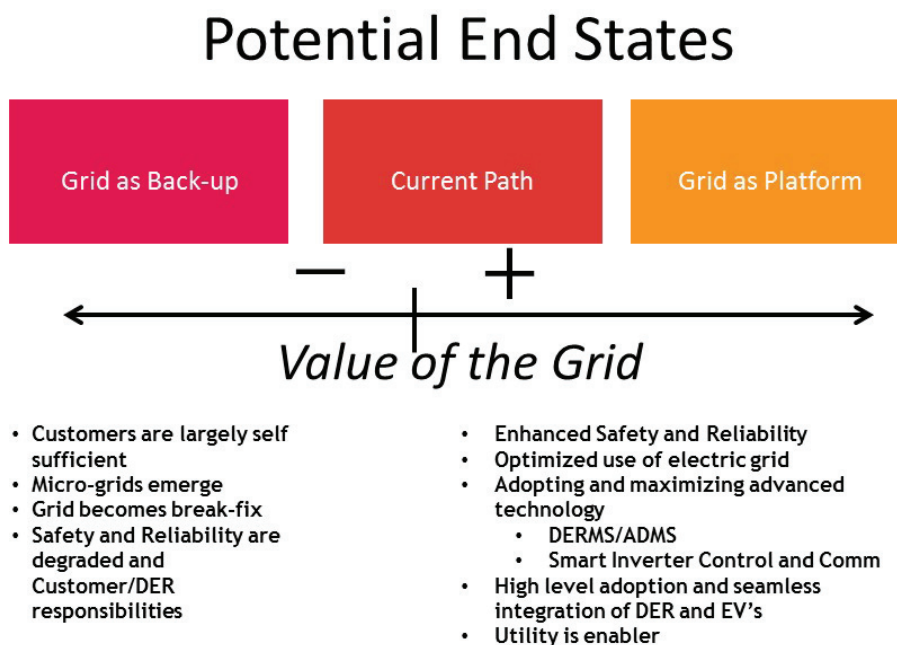 Potential End States
Grid as Back-up
Current Path
Grid as Platform
− +
Value of the Grid
• Customers are largely self
sufficient
• Micro-grids emerge
• Grid becomes break-fix
• Safety and Reliability are
degraded and
Customer/DER
responsibilities
• Enhanced Safety and Reliability
• Optimized use of electric grid
• Adopting and maximizing advanced
technology
• DERMS/ADMS
• Smart Inverter Control and Comm
• High level adoption and seamless
integration of DER and EV's
• Utility is enabler